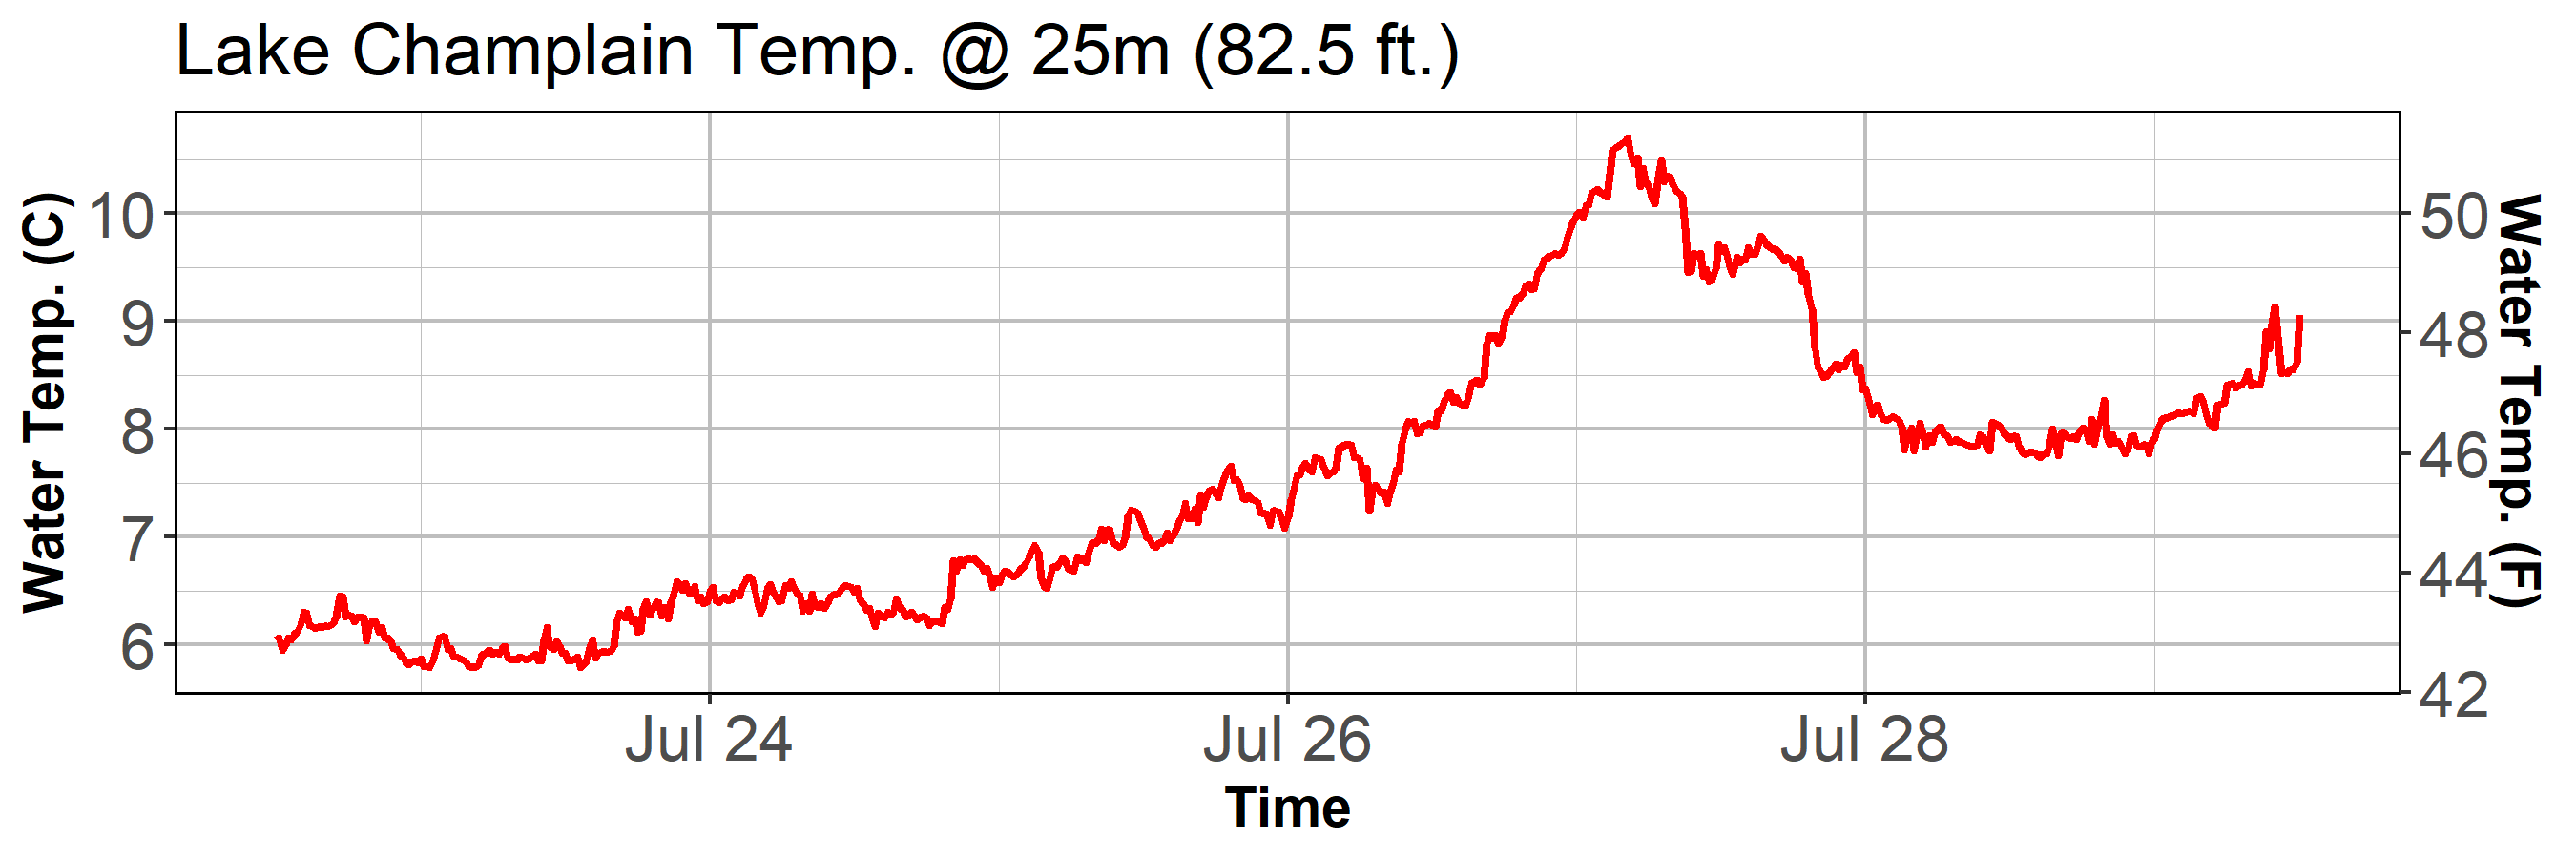 Lake Champlain Temp. @ 25m (82.5 ft.)
Water Temp. (C)
10
9
8
7
6
50
48
46
44
42
Water Temp. (F)
Jul 24
Jul 26
Jul 28
Time